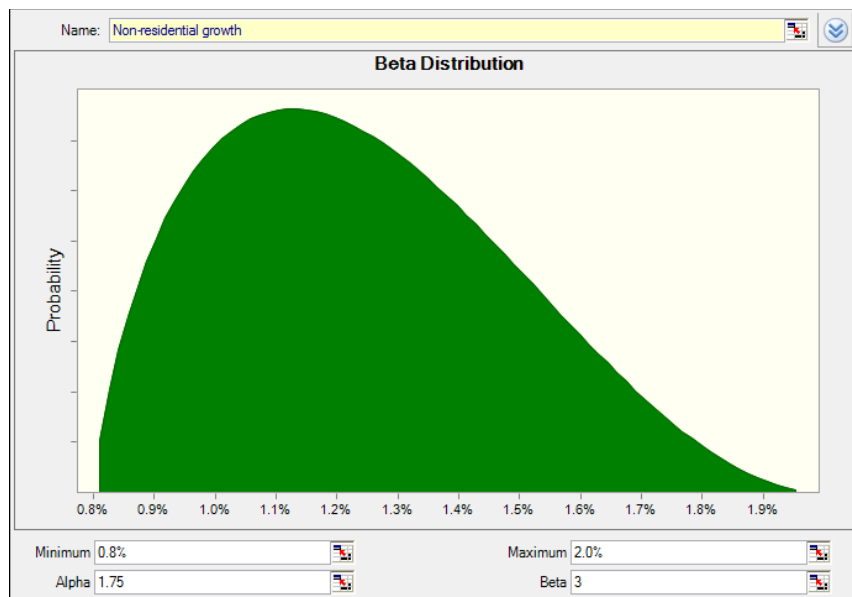 Name: Non-residential growth
Beta Distribution
Probability
0.8% 0.9% 1.0% 1.1% 1.2% 1.3% 1.4% 1.5% 1.6% 1.7% 1.8% 1.9%
Minimum 0.8% Maximum 2.0%
Alpha 1.75 Beta 3